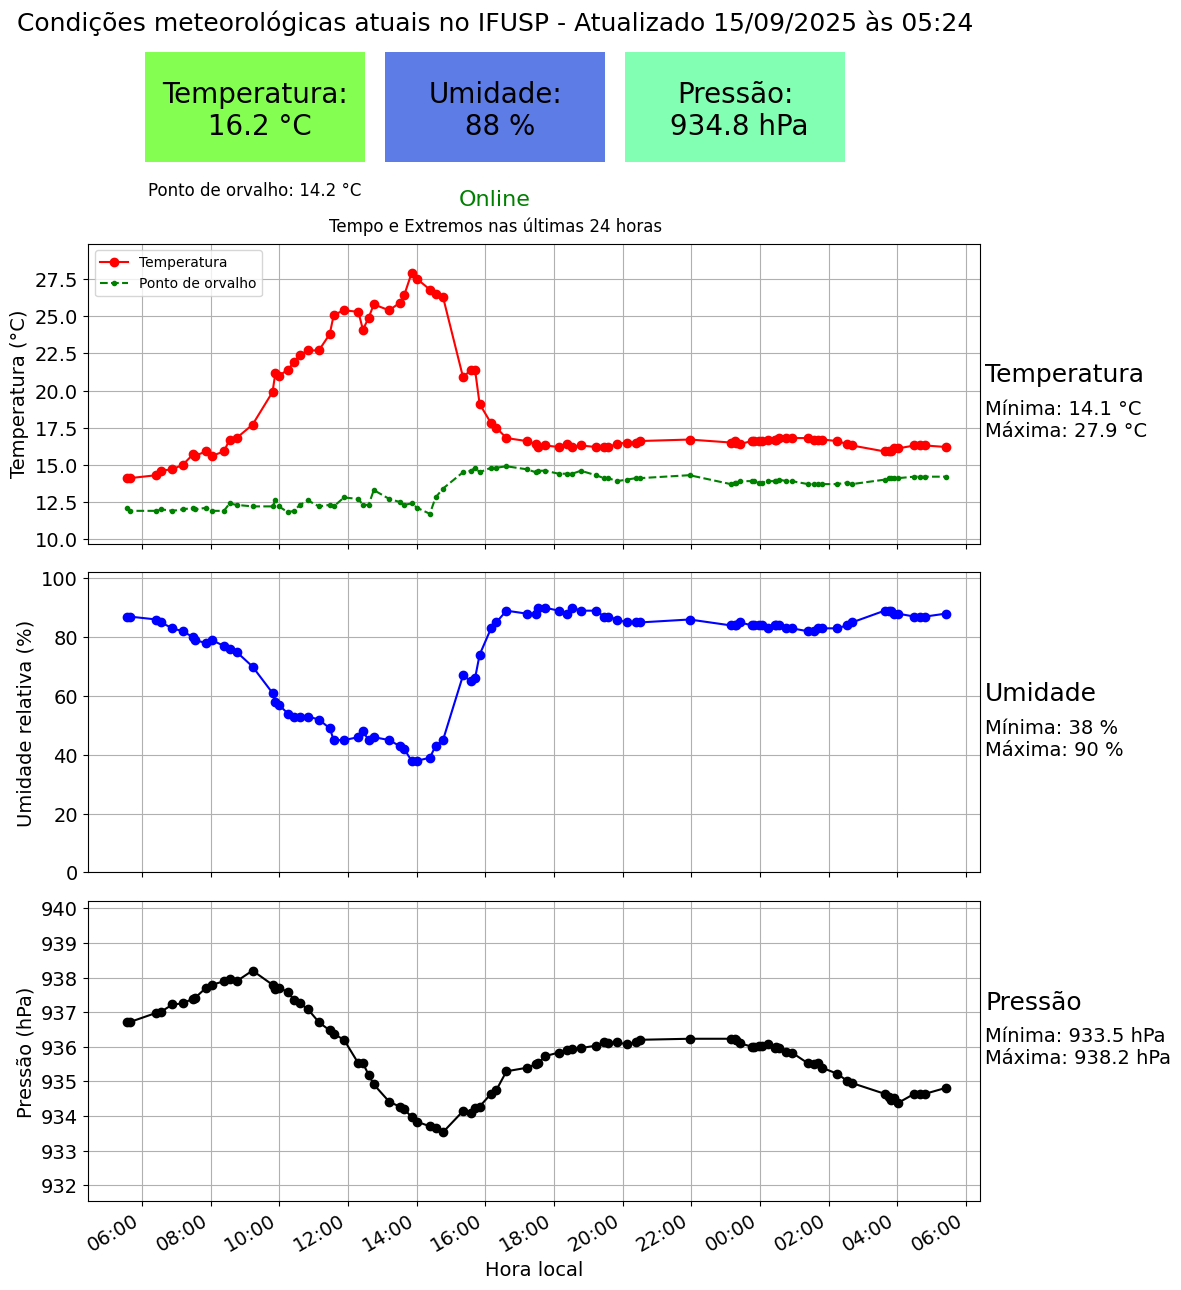 Condições meteorológicas atuais no IFUSP - Atualizado 15/09/2025 às 05:24
Temperatura:
16.2 °C
Umidade:
88 %
Pressão:
934.8 hPa
Ponto de orvalho: 14.2 °C
Online
Tempo e Extremos nas últimas 24 horas
Temperatura
Ponto de orvalho
Temperatura (°C)
27.5
25.0
22.5
20.0
17.5
15.0
12.5
10.0
Temperatura
Mínima: 14.1 °C
Máxima: 27.9 °C
Umidade relativa (%)
100
80
60
40
20
0
Umidade
Mínima: 38 %
Máxima: 90 %
Pressão (hPa)
940
939
938
937
936
935
934
933
932
Pressão
Mínima: 933.5 hPa
Máxima: 938.2 hPa
06:00
08:00
10:00
12:00
14:00
16:00
18:00
20:00
22:00
00:00
02:00
04:00
06:00
Hora local